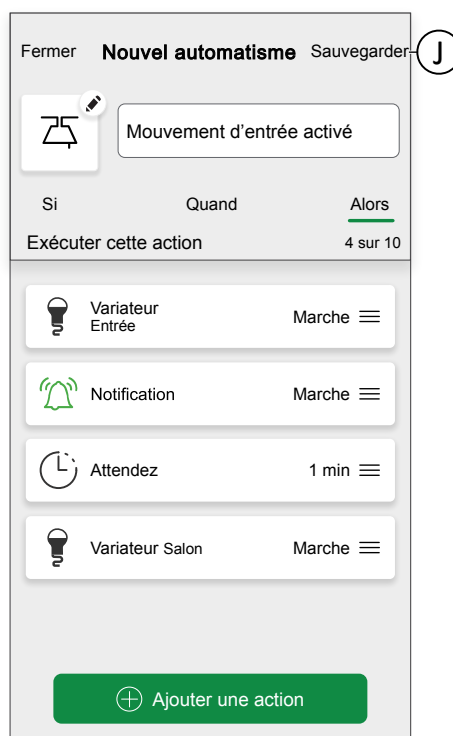 Fermer Nouvel automatisme Sauvegarder J
Mouvement d’entrée activé
Si Quand Alors
Exécuter cette action 4 sur 10
Variateur
Entrée
Marche
Notification Marche
Attendez 1 min
Variateur Salon Marche
Ajouter une action